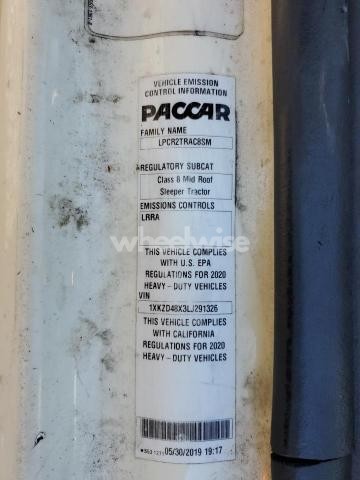 VEHICLE EMISSION
CONTROL INFORMATION
PACCAR
FAMILY NAME
LPCR2TRAC8SM
REGULATORY SUBCAT
Class 8 Mid Roof
Sleeper Tractor
EMISSIONS CONTROLS
LRRA
wheelwise
THIS VEHICLE COMPLIES
WITH U.S. EPA
REGULATIONS FOR 2020
HEAVY-DUTY VEHICLES
VIN
1XKZD48X3LJ291326
THIS VEHICLE COMPLIES
WITH CALIFORNIA
REGULATIONS FOR 2020
HEAVY-DUTY VEHICLES
05/30/2019 19:17